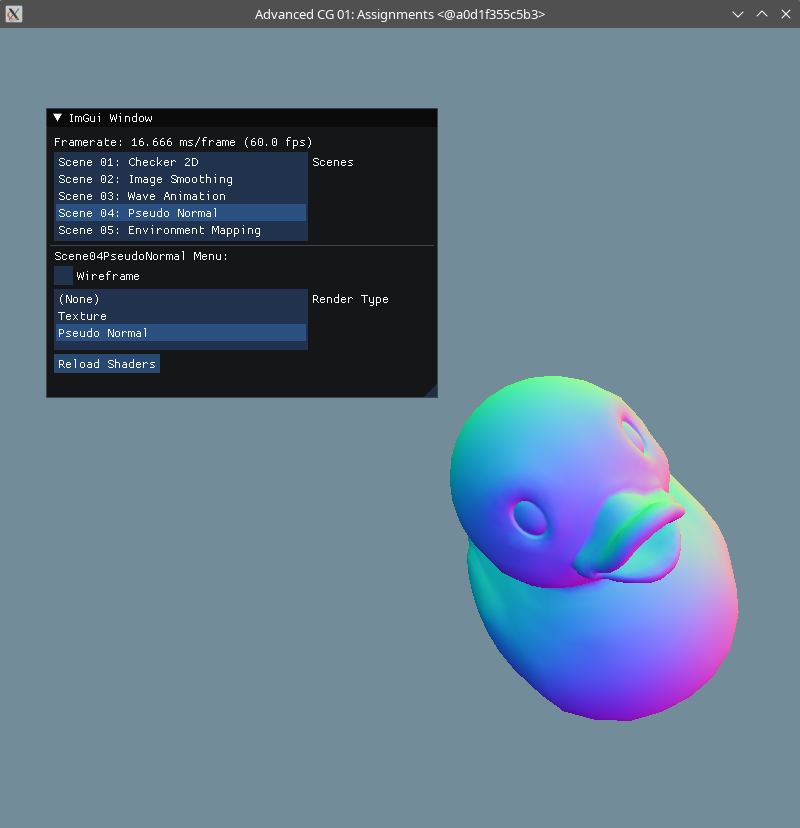 Advanced CG 01: Assignments <@a0d1f355c5b3>
ImGui Window
Framerate: 16.666 ms/frame (60.0 fps)
Scene 01: Checker 2D
Scenes
Scene 02: Image Smoothing
Scene 03: Wave Animation
Scene 04: Pseudo Normal
Scene 05: Environment Mapping
Scene04PseudoNormal Menu:
Wireframe
(None)
Render Type
Texture
Pseudo Normal
Reload Shaders